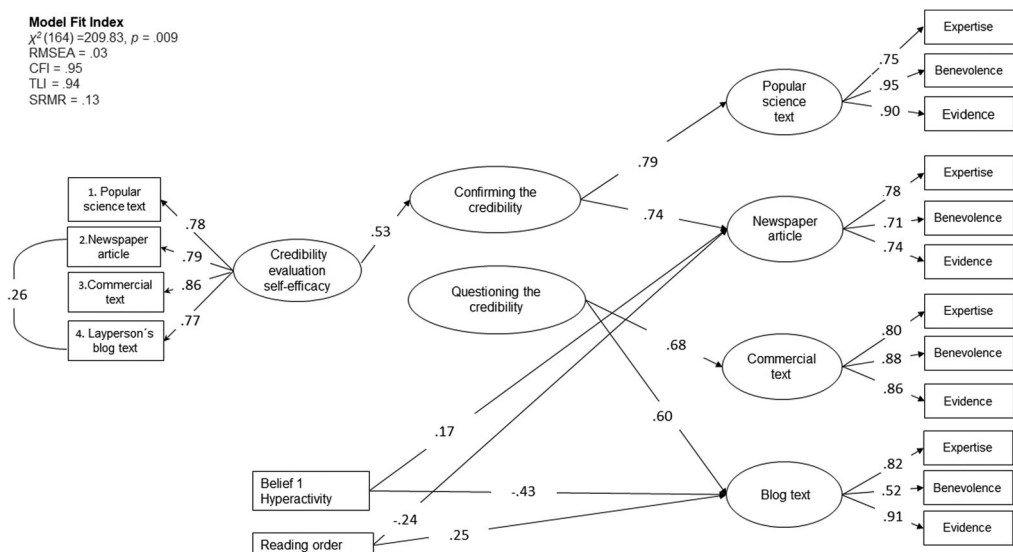 Model Fit Index
χ² (164) =209.83, p = .009
RMSEA = .03
CFI = .95
TLI = .94
SRMR = .13
1. Popular
science text
2.Newspaper
article
3.Commercial
text
4. Layperson´s
blog text
.26
.78
.79
.86
.77
Credibility
evaluation
self-efficacy
.53
Confirming the
credibility
Questioning the
credibility
.79
.74
.68
.60
Belief 1
Hyperactivity
Reading order
.17
-.43
-.24
.25
Popular
science
text
.75
.95
.90
Expertise
Benevolence
Evidence
Newspaper
article
.78
.71
.74
Expertise
Benevolence
Evidence
Commercial
text
.80
.88
.86
Expertise
Benevolence
Evidence
Blog text
.82
.52
.91
Expertise
Benevolence
Evidence